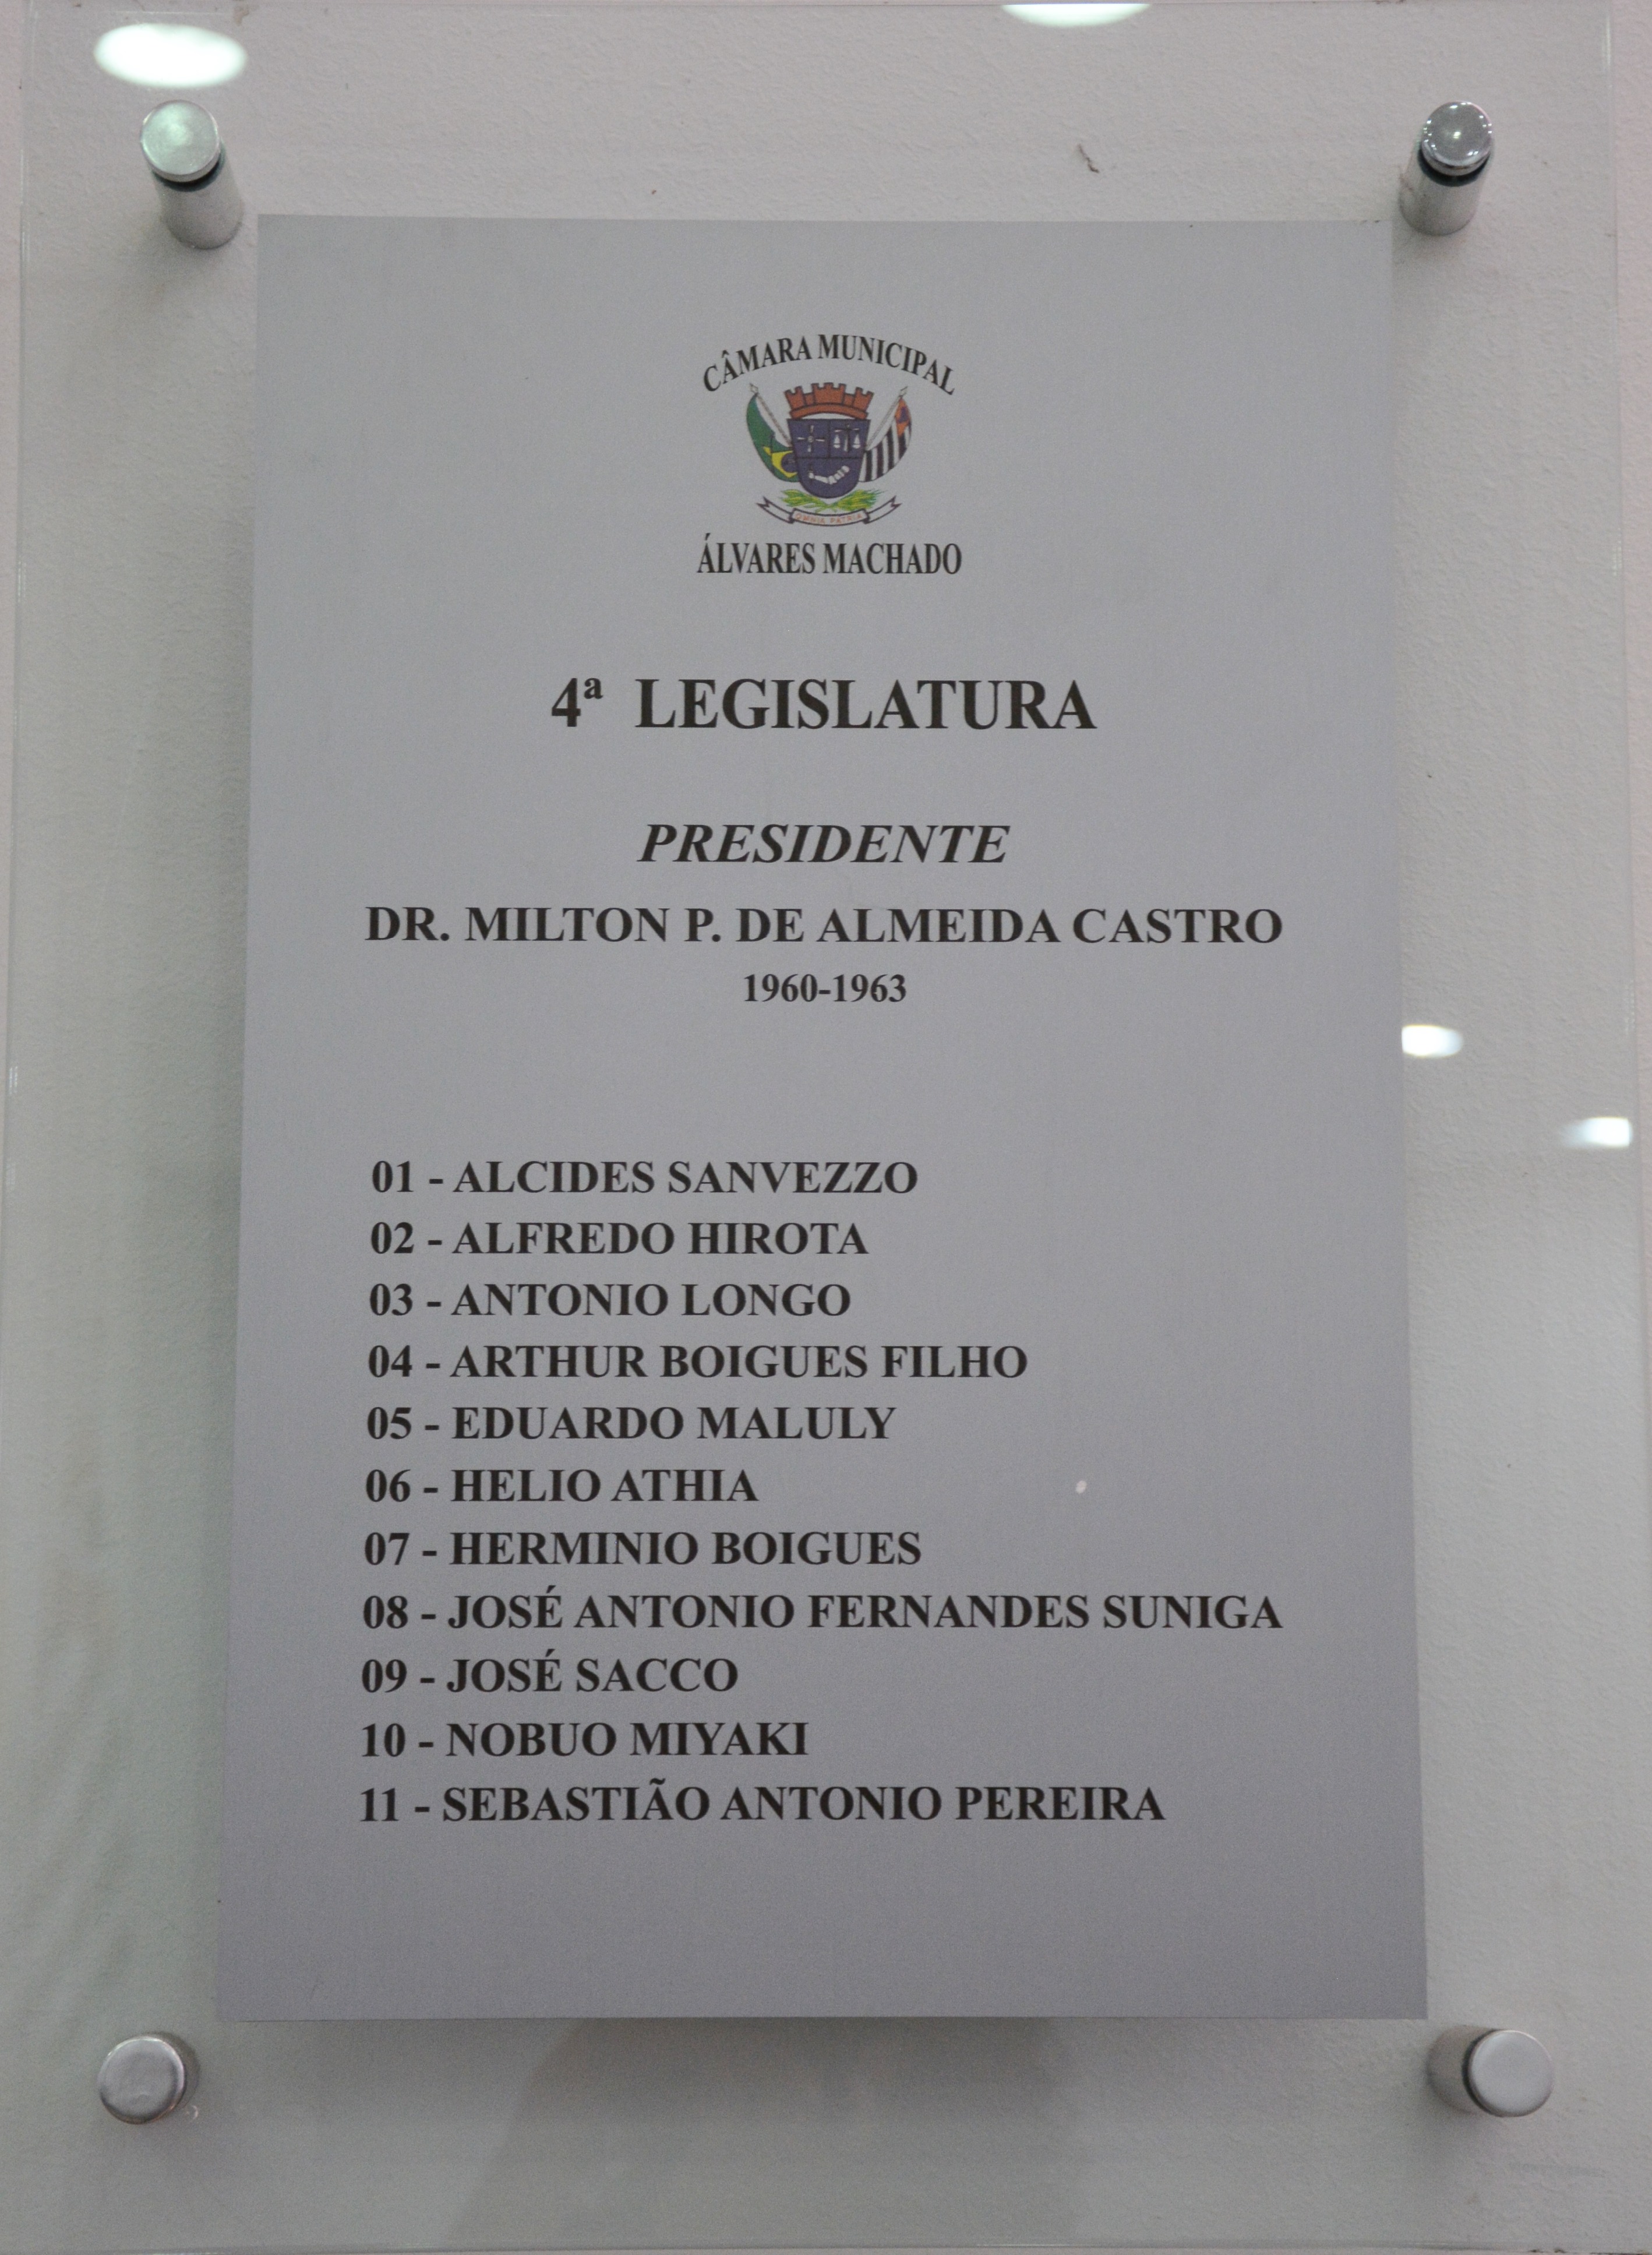 CÂMARA MUNICIPAL
OMNIA PATRIA
ÁLVARES MACHADO
4ª LEGISLATURA
PRESIDENTE
DR. MILTON P. DE ALMEIDA CASTRO
1960-1963
01 - ALCIDES SANVEZZO
02 - ALFREDO HIROTA
03 - ANTONIO LONGO
04 - ARTHUR BOIGUES FILHO
05 - EDUARDO MALULY
06 - HELIO ATHIA
07 - HERMINIO BOIGUES
08 - JOSÉ ANTONIO FERNANDES SUNIGA
09 - JOSÉ SACCO
10 - NOBUO MIYAKI
11 - SEBASTIÃO ANTONIO PEREIRA